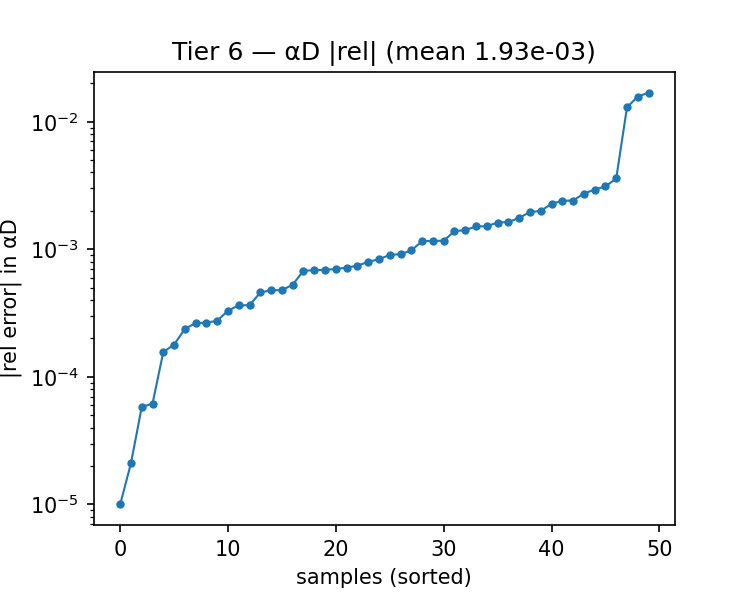 Tier 6 — αD |rel| (mean 1.93e-03)
|rel error| in αD
10⁻²
10⁻³
10⁻⁴
10⁻⁵
0 10 20 30 40 50
samples (sorted)